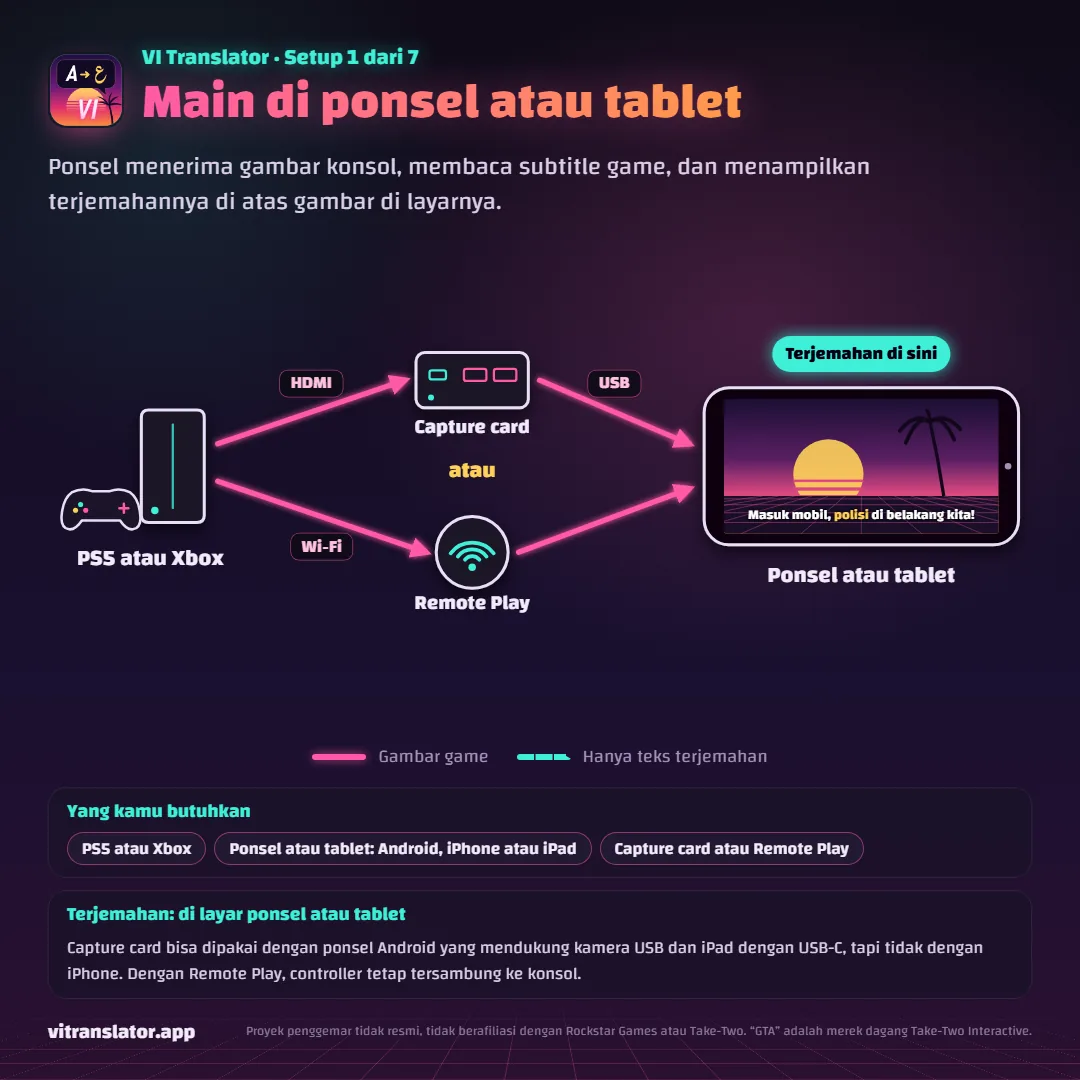 A→ع
VI
VI Translator · Setup 1 dari 7
Main di ponsel atau tablet
Ponsel menerima gambar konsol, membaca subtitle game, dan menampilkan
terjemahannya di atas gambar di layarnya.
HDMI
Capture card
USB
Terjemahan di sini
atau
PS5 atau Xbox
Wi-Fi
Remote Play
Masuk mobil, polisi di belakang kita!
Ponsel atau tablet
Gambar game
Hanya teks terjemahan
Yang kamu butuhkan
PS5 atau Xbox
Ponsel atau tablet: Android, iPhone atau iPad
Capture card atau Remote Play
Terjemahan: di layar ponsel atau tablet
Capture card bisa dipakai dengan ponsel Android yang mendukung kamera USB dan iPad dengan USB-C, tapi tidak dengan
iPhone. Dengan Remote Play, controller tetap tersambung ke konsol.
vitranslator.app
Proyek penggemar tidak resmi, tidak berafiliasi dengan Rockstar Games atau Take-Two. “GTA” adalah merek dagang Take-Two Interactive.